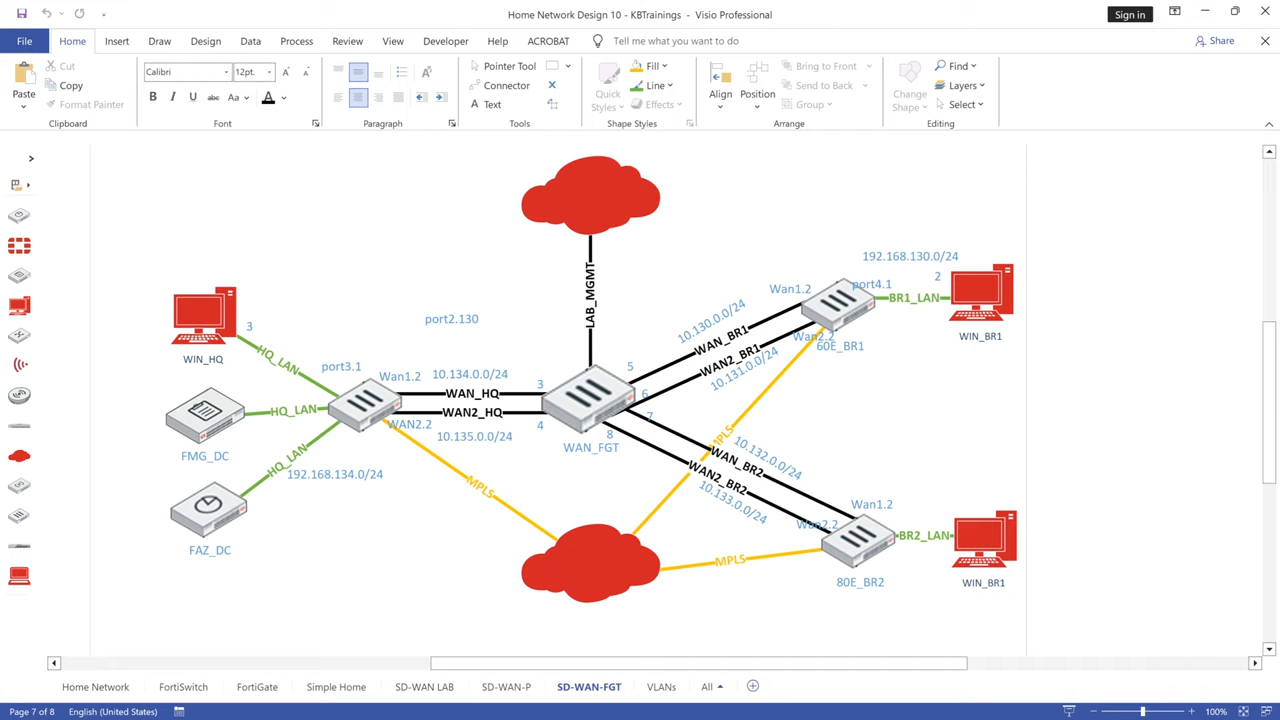 Home Network Design 10 - KBTrainings - Visio Professional
Sign in
File Home Insert Draw Design Data Process Review View Developer Help ACROBAT Tell me what you want to do Share
Paste
Cut
Copy
Format Painter
Clipboard
Calibri 12pt.
B I U abc Aa A
Font
Paragraph
Pointer Tool
Connector
Text
Tools
Quick Styles
Fill
Line
Effects
Shape Styles
Align
Position
Bring to Front
Send to Back
Group
Arrange
Change Shape
Find
Layers
Select
Editing
LAB_MGMT
192.168.130.0/24
2
port4.1
Wan1.2
BR1_LAN
WIN_BR1
Wan2.2
60E_BR1
10.130.0.0/24
WAN_BR1
WAN2_BR1
10.131.0.0/24
port2.130
3
WIN_HQ
HQ_LAN
port3.1
Wan1.2
10.134.0.0/24
WAN_HQ
3
5
6
7
HQ_LAN
WAN2_HQ
4
WAN2.2
10.135.0.0/24
8
WAN_FGT
FMG_DC
HQ_LAN
192.168.134.0/24
FAZ_DC
MPLS
MPLS
10.132.0.0/24
WAN_BR2
WAN2_BR2
10.133.0.0/24
Wan1.2
Wan2.2
BR2_LAN
MPLS
80E_BR2
WIN_BR1
Home Network FortiSwitch FortiGate Simple Home SD-WAN LAB SD-WAN-P SD-WAN-FGT VLANs All
Page 7 of 8 English (United States) 100%